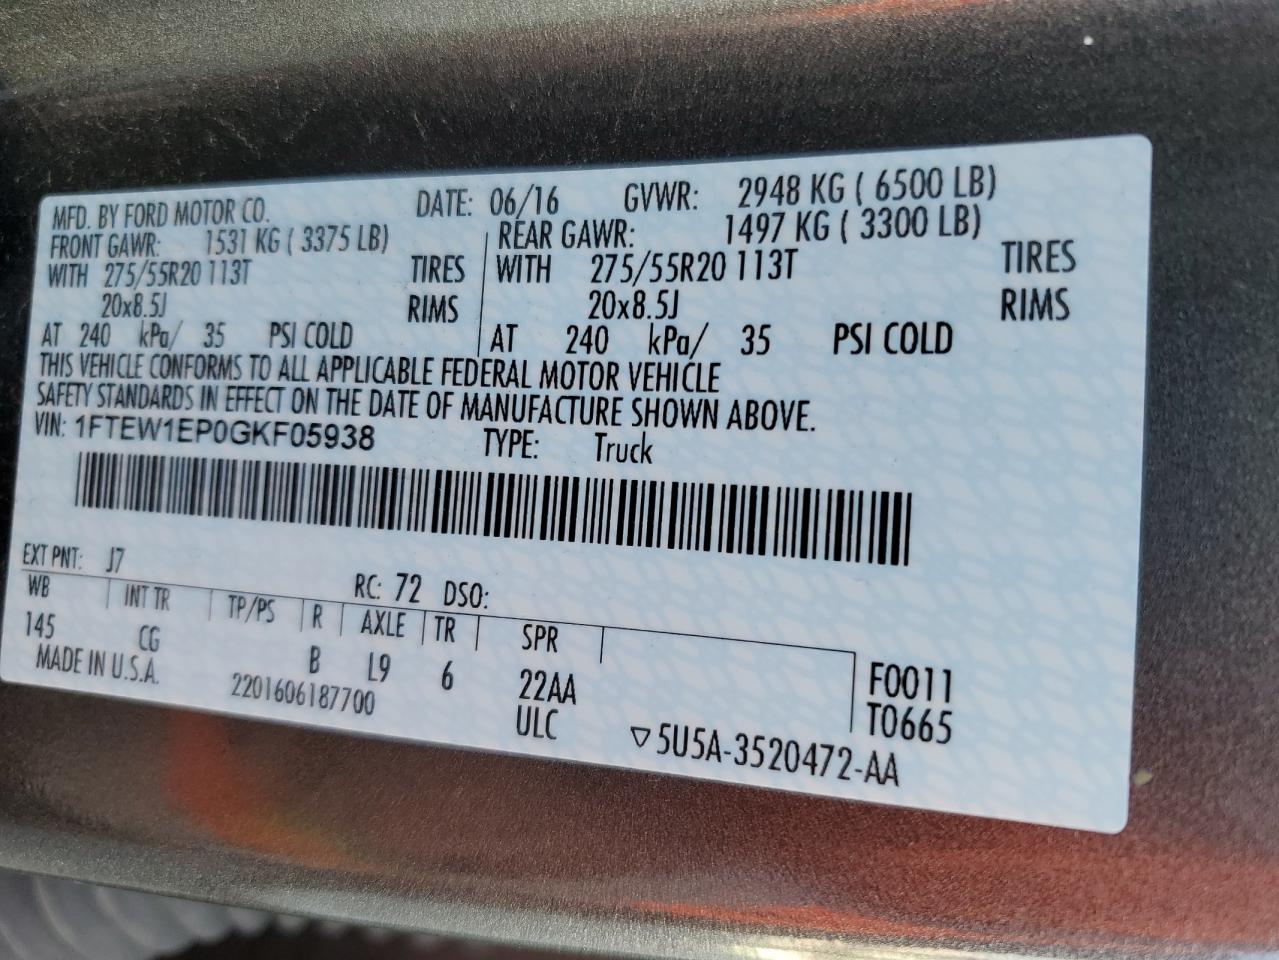 MFD. BY FORD MOTOR CO. DATE: 06/16 GVWR: 2948 KG ( 6500 LB)
FRONT GAWR: 1531 KG ( 3375 LB) REAR GAWR: 1497 KG ( 3300 LB)
WITH 275/55R20 113T TIRES WITH 275/55R20 113T TIRES
20x8.5J RIMS 20x8.5J RIMS
AT 240 kPa/ 35 PSI COLD AT 240 kPa/ 35 PSI COLD
THIS VEHICLE CONFORMS TO ALL APPLICABLE FEDERAL MOTOR VEHICLE
SAFETY STANDARDS IN EFFECT ON THE DATE OF MANUFACTURE SHOWN ABOVE.
VIN: 1FTEW1EP0GKF05938 TYPE: Truck
EXT PNT: J7 RC: 72 DSO:
WB INT TR TP/PS R AXLE TR SPR
145 CG B L9 6 22AA F0011
MADE IN U.S.A. 2201606187700 ULC T0665
▽5U5A-3520472-AA